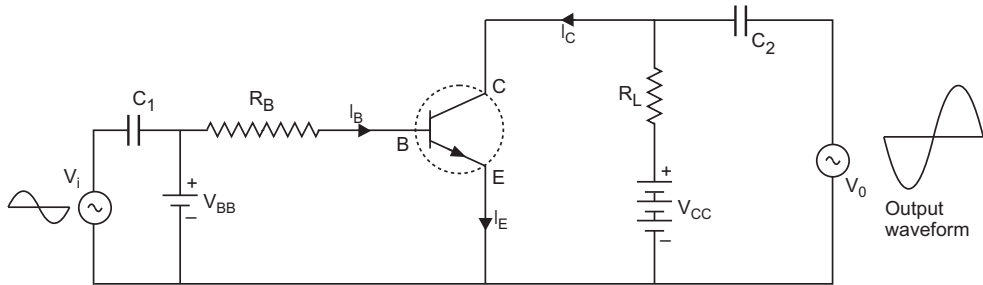 I_C
C_2
C_1
R_B
I_B
C
B
E
R_L
V_i
+
V_BB
–
I_E
+
V_CC
–
V_0
Output
waveform